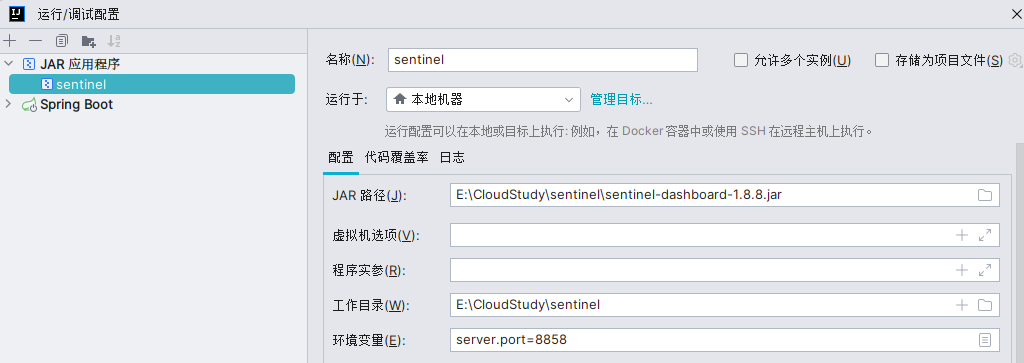 运行/调试配置
JAR 应用程序
sentinel
Spring Boot
名称(N):
sentinel
允许多个实例(U)
存储为项目文件(S)
运行于:
本地机器
管理目标...
运行配置可以在本地或目标上执行: 例如，在 Docker 容器中或使用 SSH 在远程主机上执行。
配置 代码覆盖率 日志
JAR 路径(J):
E:\CloudStudy\sentinel\sentinel-dashboard-1.8.8.jar
虚拟机选项(V):
程序实参(R):
工作目录(W):
E:\CloudStudy\sentinel
环境变量(E):
server.port=8858